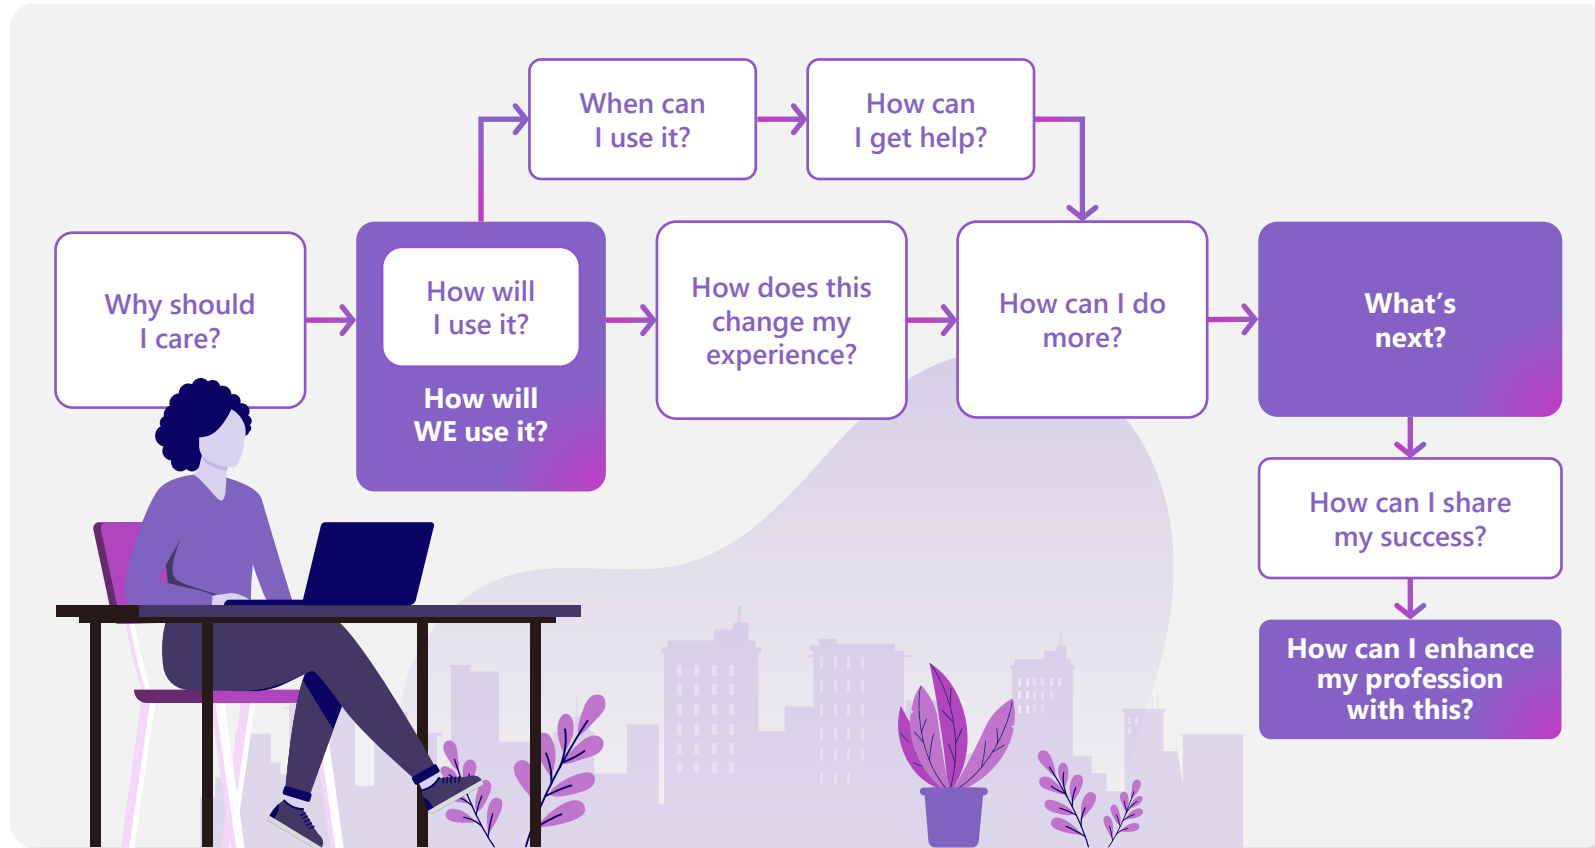 When can
I use it?
How can
I get help?
Why should
I care?
How will
I use it?
How will
WE use it?
How does this
change my
experience?
How can I do
more?
What’s
next?
How can I share
my success?
How can I enhance
my profession
with this?